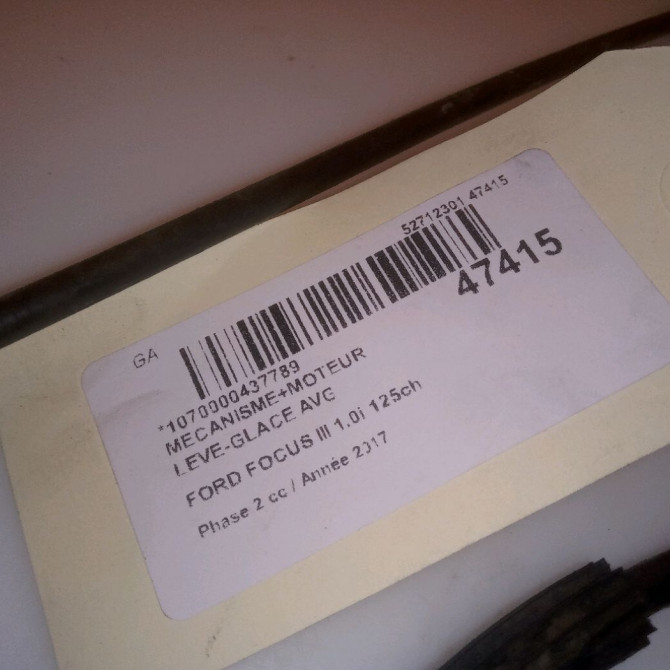 52712301 47415
47415
GA
*1070000437789
MECANISME+MOTEUR
LEVE-GLACE AVG
FORD FOCUS III 1.0i 125ch
Phase 2 cc / Année 2017